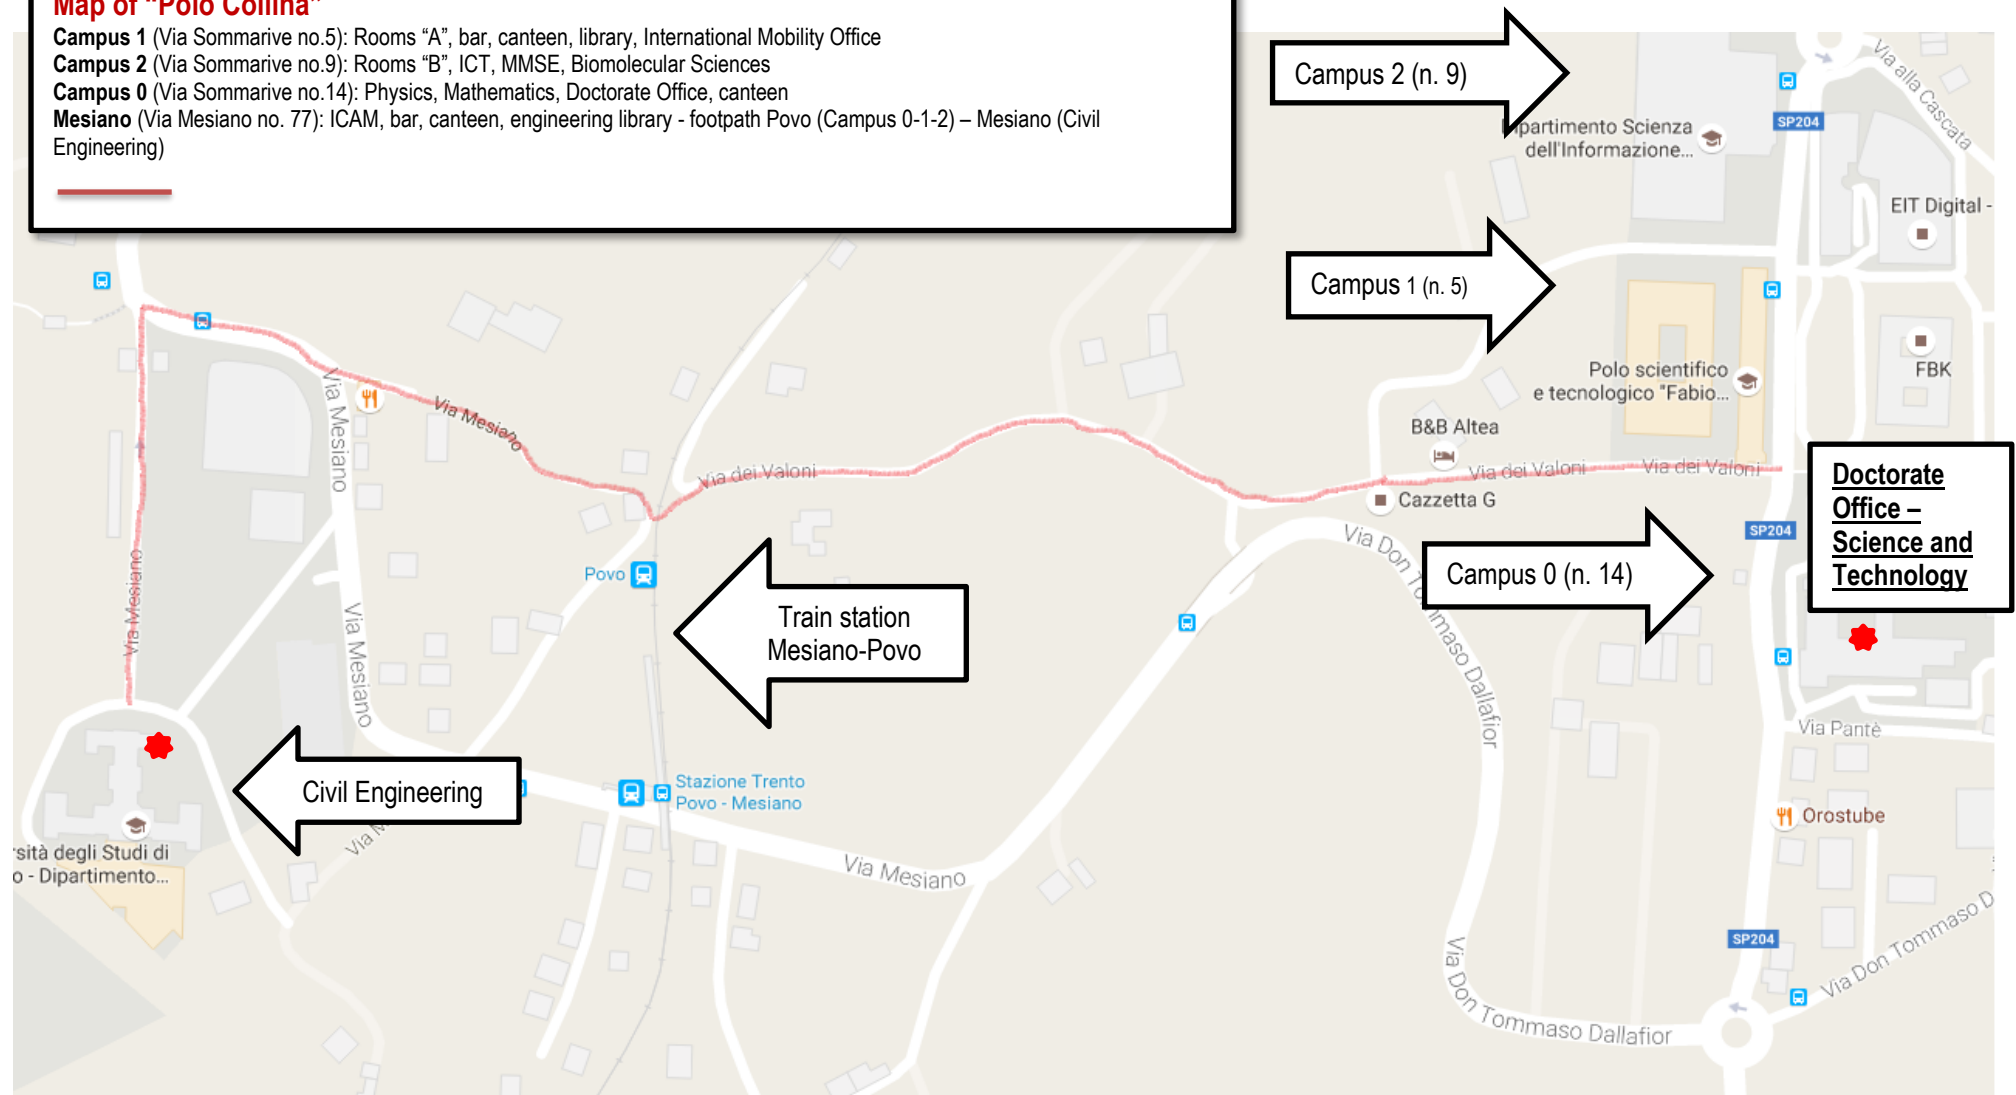 Map of “Polo Collina”
Campus 1 (Via Sommarive no.5): Rooms “A”, bar, canteen, library, International Mobility Office
Campus 2 (Via Sommarive no.9): Rooms “B”, ICT, MMSE, Biomolecular Sciences
Campus 0 (Via Sommarive no.14): Physics, Mathematics, Doctorate Office, canteen
Mesiano (Via Mesiano no. 77): ICAM, bar, canteen, engineering library - footpath Povo (Campus 0-1-2) – Mesiano (Civil
Engineering)
Campus 2 (n. 9)
Via alla Cascata
SP204
partimento Scienza
dell'Informazione...
EIT Digital -
Campus 1 (n. 5)
FBK
Polo scientifico
e tecnologico "Fabio...
B&B Altea
Via Mesiano
Via Mesiano
Via dei Valoni
Via dei Valoni
Via dei Valoni
Cazzetta G
Doctorate
Office –
Science and
Technology
SP204
Via Don Tommaso Dallafior
Campus 0 (n. 14)
Povo
Train station
Mesiano-Povo
Via Mesiano
Via Mesiano
Via Pantè
Civil Engineering
Stazione Trento
Povo - Mesiano
Via M
Orostube
sità degli Studi di
o - Dipartimento...
Via Mesiano
SP204
Via Don Tommaso D
Via Don Tommaso Dallafior